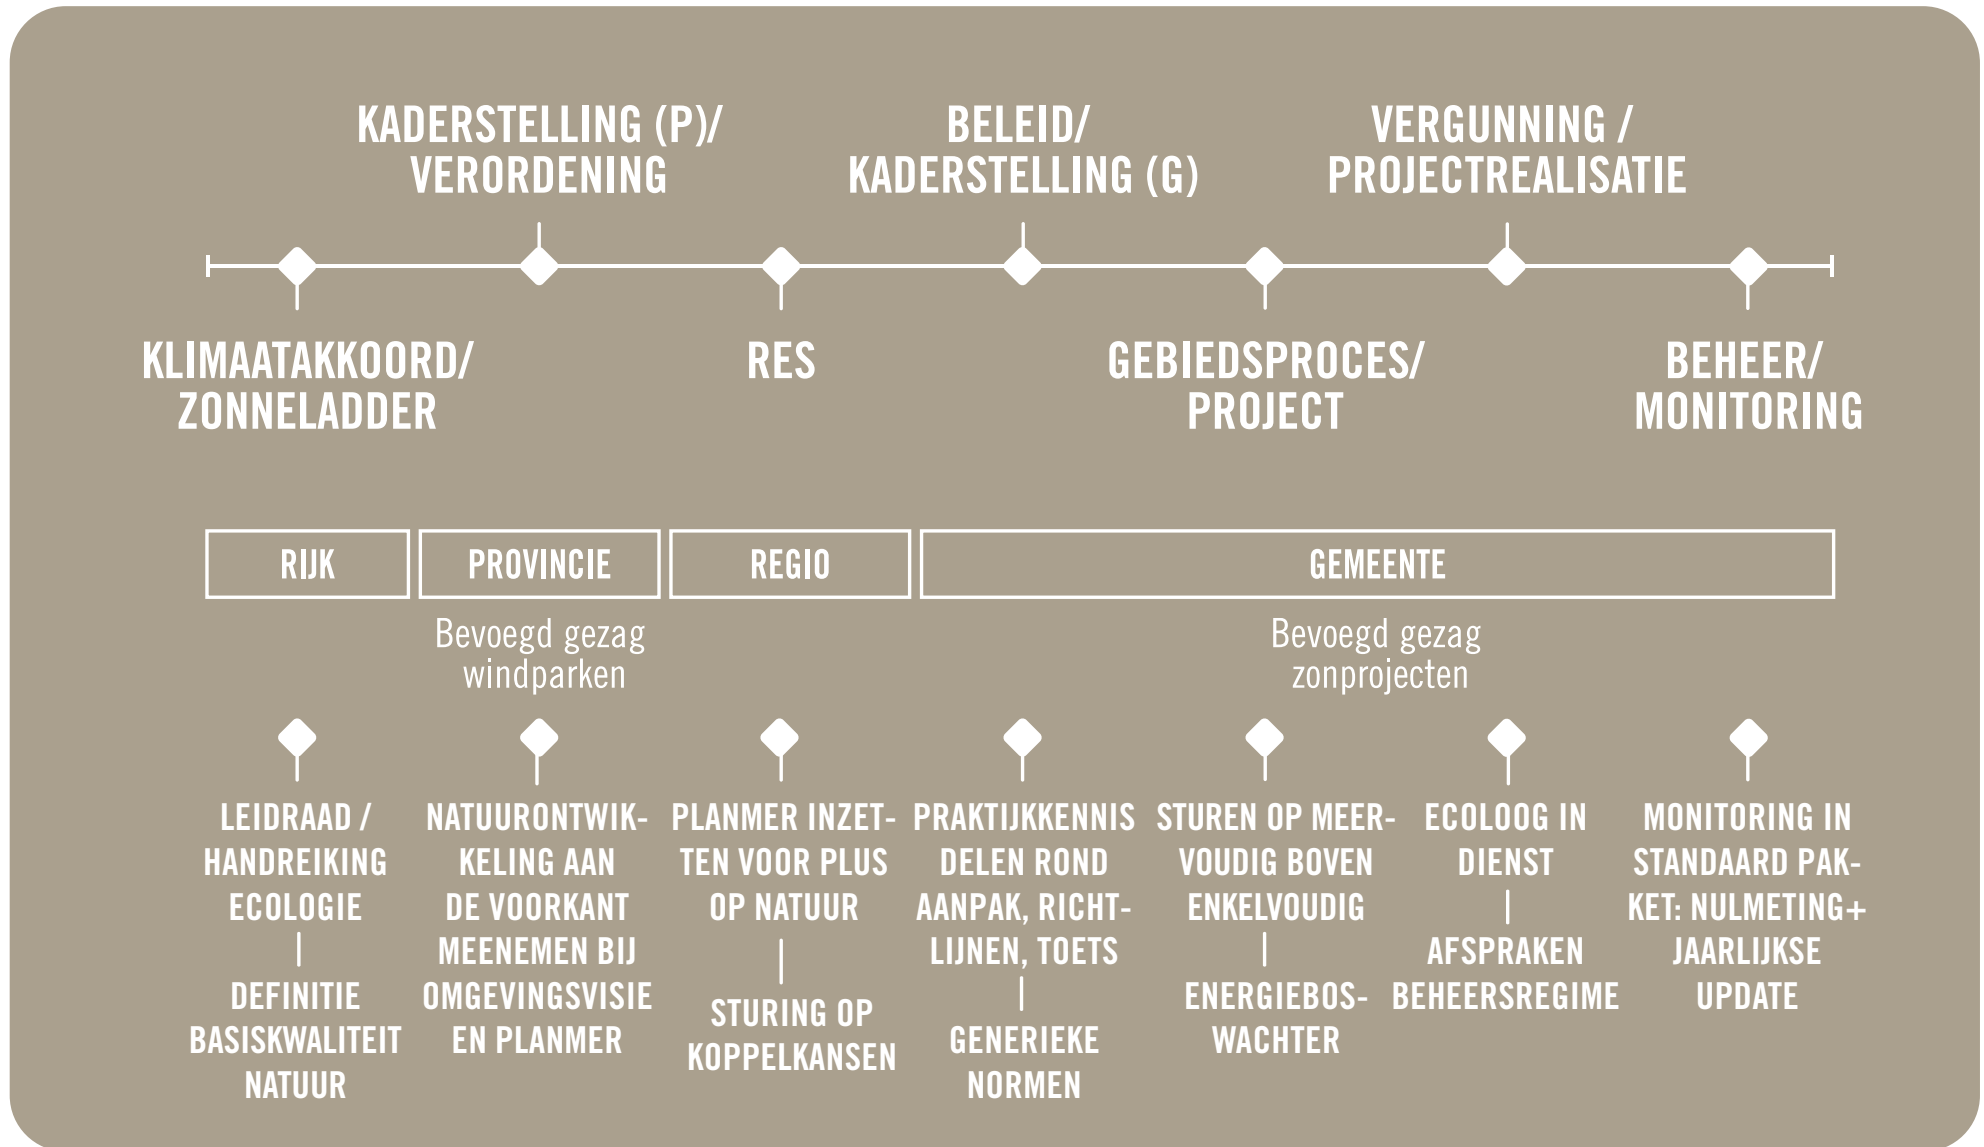 KADERSTELLING (P)/
VERORDENING
BELEID/
KADERSTELLING (G)
VERGUNNING /
PROJECTREALISATIE
KLIMAATAKKOORD/
ZONNELADDER
RES
GEBIEDSPROCES/
PROJECT
BEHEER/
MONITORING
RIJK
PROVINCIE
REGIO
GEMEENTE
Bevoegd gezag
windparken
Bevoegd gezag
zonprojecten
LEIDRAAD /
HANDREIKING
ECOLOGIE
DEFINITIE
BASISKWALITEIT
NATUUR
NATUURONTWIK-
KELING AAN
DE VOORKANT
MEENEMEN BIJ
OMGEVINGSVISIE
EN PLANMER
PLANMER INZET-
TEN VOOR PLUS
OP NATUUR
STURING OP
KOPPELKANSEN
PRAKTIJKKENNIS
DELEN ROND
AANPAK, RICHT-
LIJNEN, TOETS
GENERIEKE
NORMEN
STUREN OP MEER-
VOUDIG BOVEN
ENKELVOUDIG
ENERGIEBOS-
WACHTER
ECOLOOG IN
DIENST
AFSPRAKEN
BEHEERSREGIME
MONITORING IN
STANDAARD PAK-
KET: NULMETING+
JAARLIJKSE
UPDATE